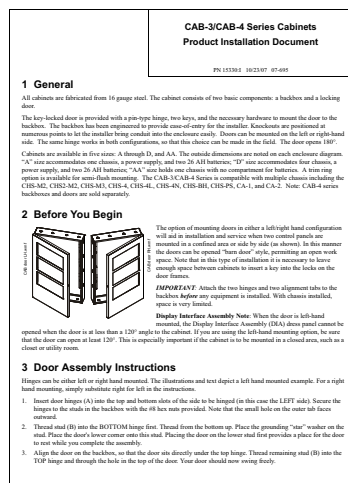 CAB-3/CAB-4 Series Cabinets
Product Installation Document
PN 15330:I 10/23/07 07-695
1 General
All cabinets are fabricated from 16 gauge steel. The cabinet consists of two basic components: a backbox and a locking
door.
The key-locked door is provided with a pin-type hinge, two keys, and the necessary hardware to mount the door to the
backbox. The backbox has been engineered to provide ease-of-entry for the installer. Knockouts are positioned at
numerous points to let the installer bring conduit into the enclosure easily. Doors can be mounted on the left or right-hand
side. The same hinge works in both configurations, so that this choice can be made in the field. The door opens 180°.
Cabinets are available in five sizes: A through D, and AA. The outside dimensions are noted on each enclosure diagram.
"A" size accommodates one chassis, a power supply, and two 26 AH batteries; "D" size accommodates four chassis, a
power supply, and two 26 AH batteries; "AA" size holds one chassis with no compartment for batteries. A trim ring
option is available for semi-flush mounting. The CAB-3/CAB-4 Series is compatible with multiple chassis including the
CHS-M2, CHS2-M2, CHS-M3, CHS-4, CHS-4L, CHS-4N, CHS-BH, CHS-PS, CA-1, and CA-2. Note: CAB-4 series
backboxes and doors are sold separately.
2 Before You Begin
The option of mounting doors in either a left/right hand configuration
will aid in installation and service when two control panels are
mounted in a confined area or side by side (as shown). In this manner
the doors can be opened "barn door" style, permitting an open work
space. Note that in this type of installation it is necessary to leave
enough space between cabinets to insert a key into the locks on the
door frames.
IMPORTANT: Attach the two hinges and two alignment tabs to the
backbox before any equipment is installed. With chassis installed,
space is very limited.
Display Interface Assembly Note: When the door is left-hand
mounted, the Display Interface Assembly (DIA) dress panel cannot be
opened when the door is at less than a 120° angle to the cabinet. If you are using the left-hand mounting option, be sure
that the door can open at least 120°. This is especially important if the cabinet is to be mounted in a closed area, such as a
closet or utility room.
3 Door Assembly Instructions
Hinges can be either left or right hand mounted. The illustrations and text depict a left hand mounted example. For a right
hand mounting, simply substitute right for left in the instructions.
1. Insert door hinges (A) into the top and bottom slots of the side to be hinged (in this case the LEFT side). Secure the
hinges to the studs in the backbox with the #8 hex nuts provided. Note that the small hole on the outer tab faces
outward.
2. Thread stud (B) into the BOTTOM hinge first. Thread from the bottom up. Place the grounding "star" washer on the
stud. Place the door's lower corner onto this stud. Placing the door on the lower stud first provides a place for the door
to rest while you complete the assembly.
3. Align the door on the backbox, so that the door sits directly under the top hinge. Thread remaining stud (B) into the
TOP hinge and through the hole in the top of the door. Your door should now swing freely.